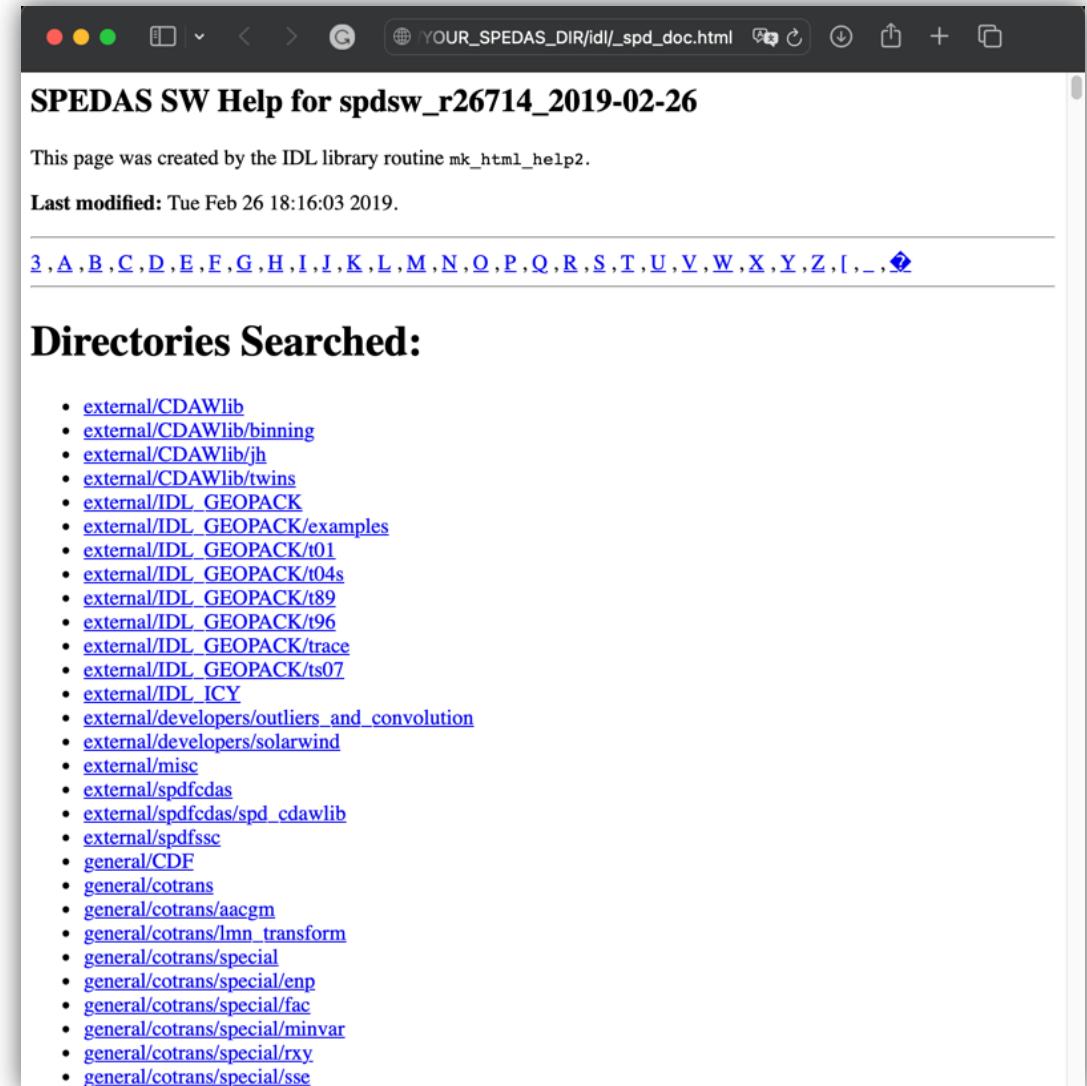 YOUR_SPEDAS_DIR/idl/_spd_doc.html
SPEDAS SW Help for spdsw_r26714_2019-02-26
This page was created by the IDL library routine mk_html_help2.
Last modified: Tue Feb 26 18:16:03 2019.
3 , A , B , C , D , E , F , G , H , I , J , K , L , M , N , O , P , Q , R , S , T , U , V , W , X , Y , Z , [ , _ , �
Directories Searched:
• external/CDAWlib
• external/CDAWlib/binning
• external/CDAWlib/jh
• external/CDAWlib/twins
• external/IDL_GEOPACK
• external/IDL_GEOPACK/examples
• external/IDL_GEOPACK/t01
• external/IDL_GEOPACK/t04s
• external/IDL_GEOPACK/t89
• external/IDL_GEOPACK/t96
• external/IDL_GEOPACK/trace
• external/IDL_GEOPACK/ts07
• external/IDL_ICY
• external/developers/outliers_and_convolution
• external/developers/solarwind
• external/misc
• external/spdfcdas
• external/spdfcdas/spd_cdawlib
• external/spdfssc
• general/CDF
• general/cotrans
• general/cotrans/aacgm
• general/cotrans/lmn_transform
• general/cotrans/special
• general/cotrans/special/enp
• general/cotrans/special/fac
• general/cotrans/special/minvar
• general/cotrans/special/rxy
• general/cotrans/special/sse